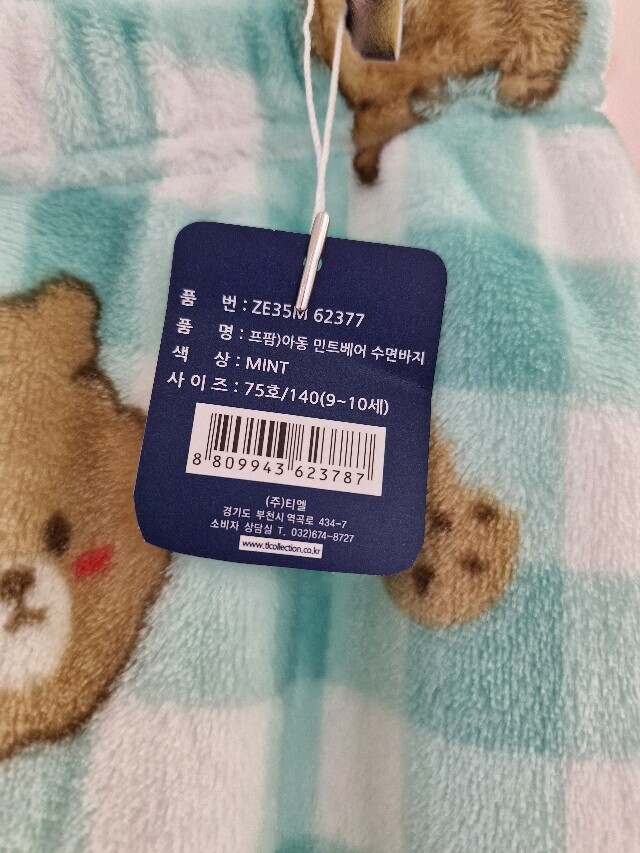 품 번 : ZE35M 62377
품 명 : 프팜)아동 민트베어 수면바지
색 상 : MINT
사 이 즈 : 75호/140(9~10세)
8 809943 623787
(주)티엘
경기도 부천시 역곡로 434-7
소비자 상담실 T. 032)674-8727
www.tlcollection.co.kr